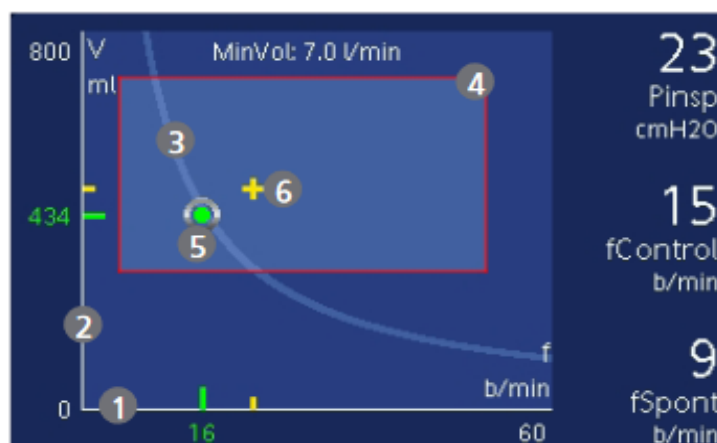 800 V MinVol: 7.0 l/min
ml
4
3
6
434
5
2
f
b/min
0 1
16 60
23
Pinsp
cmH2O
15
fControl
b/min
9
fSpont
b/min